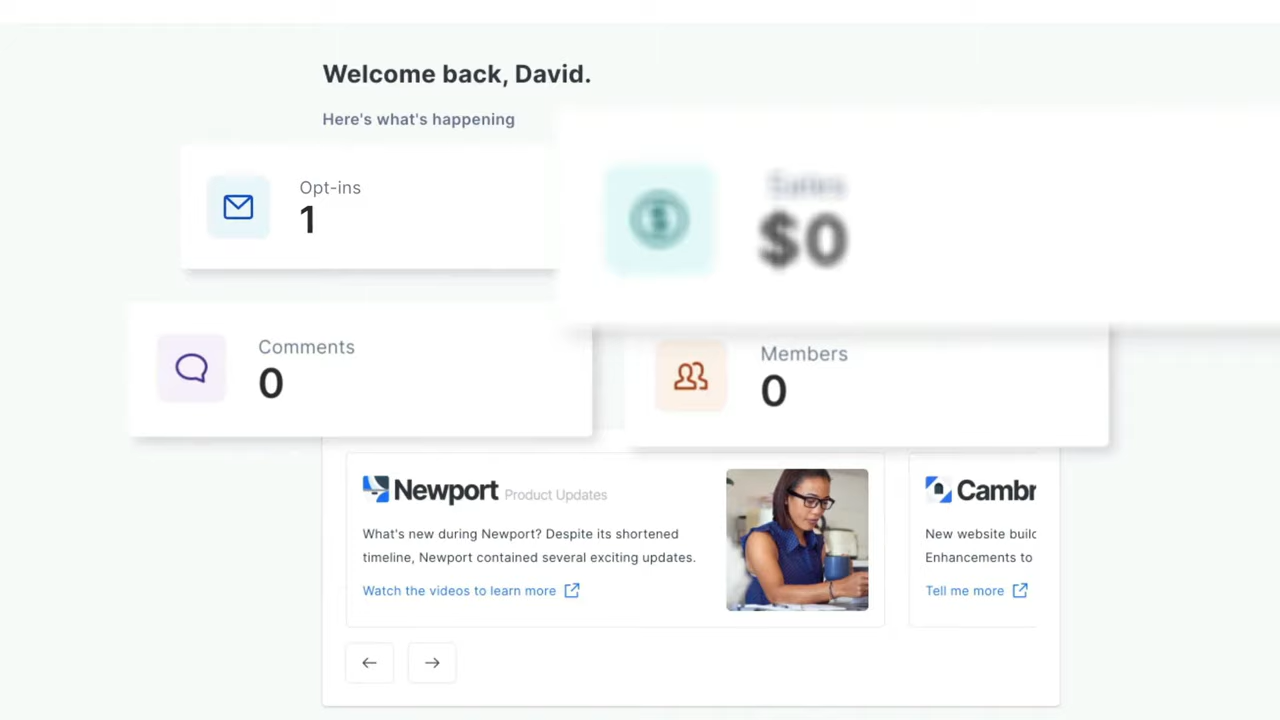 Welcome back, David.
Here's what's happening
Opt-ins
1
Sales
$0
Comments
0
Members
0
Newport Product Updates
What's new during Newport? Despite its shortened
timeline, Newport contained several exciting updates.
Watch the videos to learn more
Cambr
New website builc
Enhancements to
Tell me more